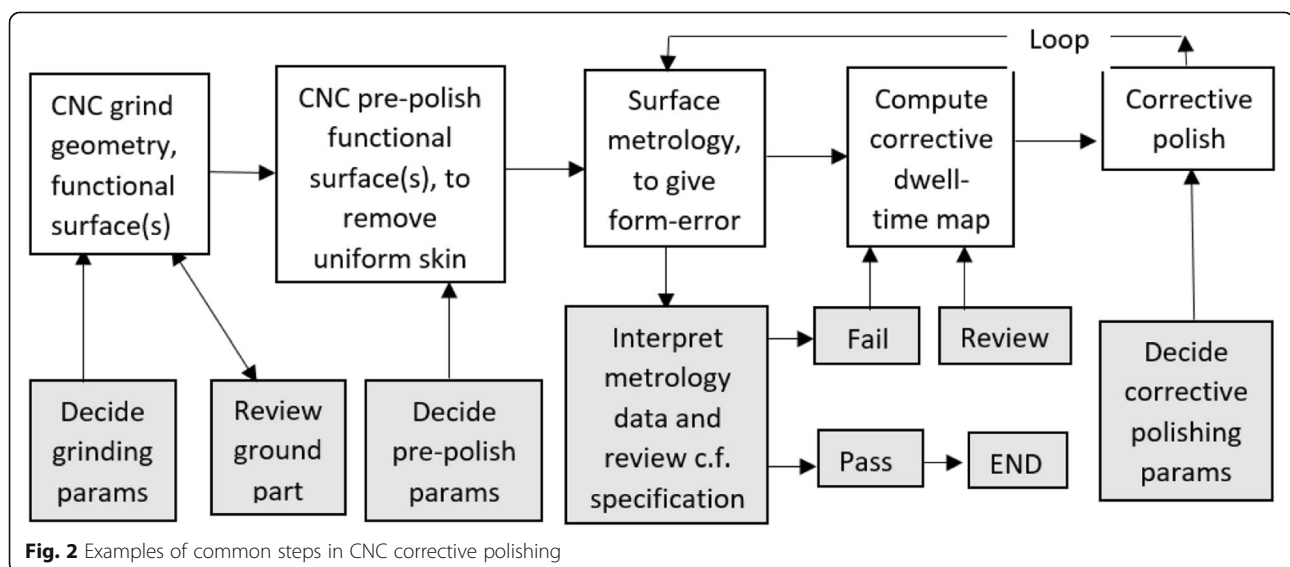 Loop
CNC grind
geometry,
functional
surface(s)
CNC pre-polish
functional
surface(s), to
remove
uniform skin
Surface
metrology,
to give
form-error
Compute
corrective
dwell-
time map
Corrective
polish
Decide
grinding
params
Review
ground
part
Decide
pre-polish
params
Interpret
metrology
data and
review c.f.
specification
Fail
Review
Pass
END
Decide
corrective
polishing
params
Fig. 2 Examples of common steps in CNC corrective polishing